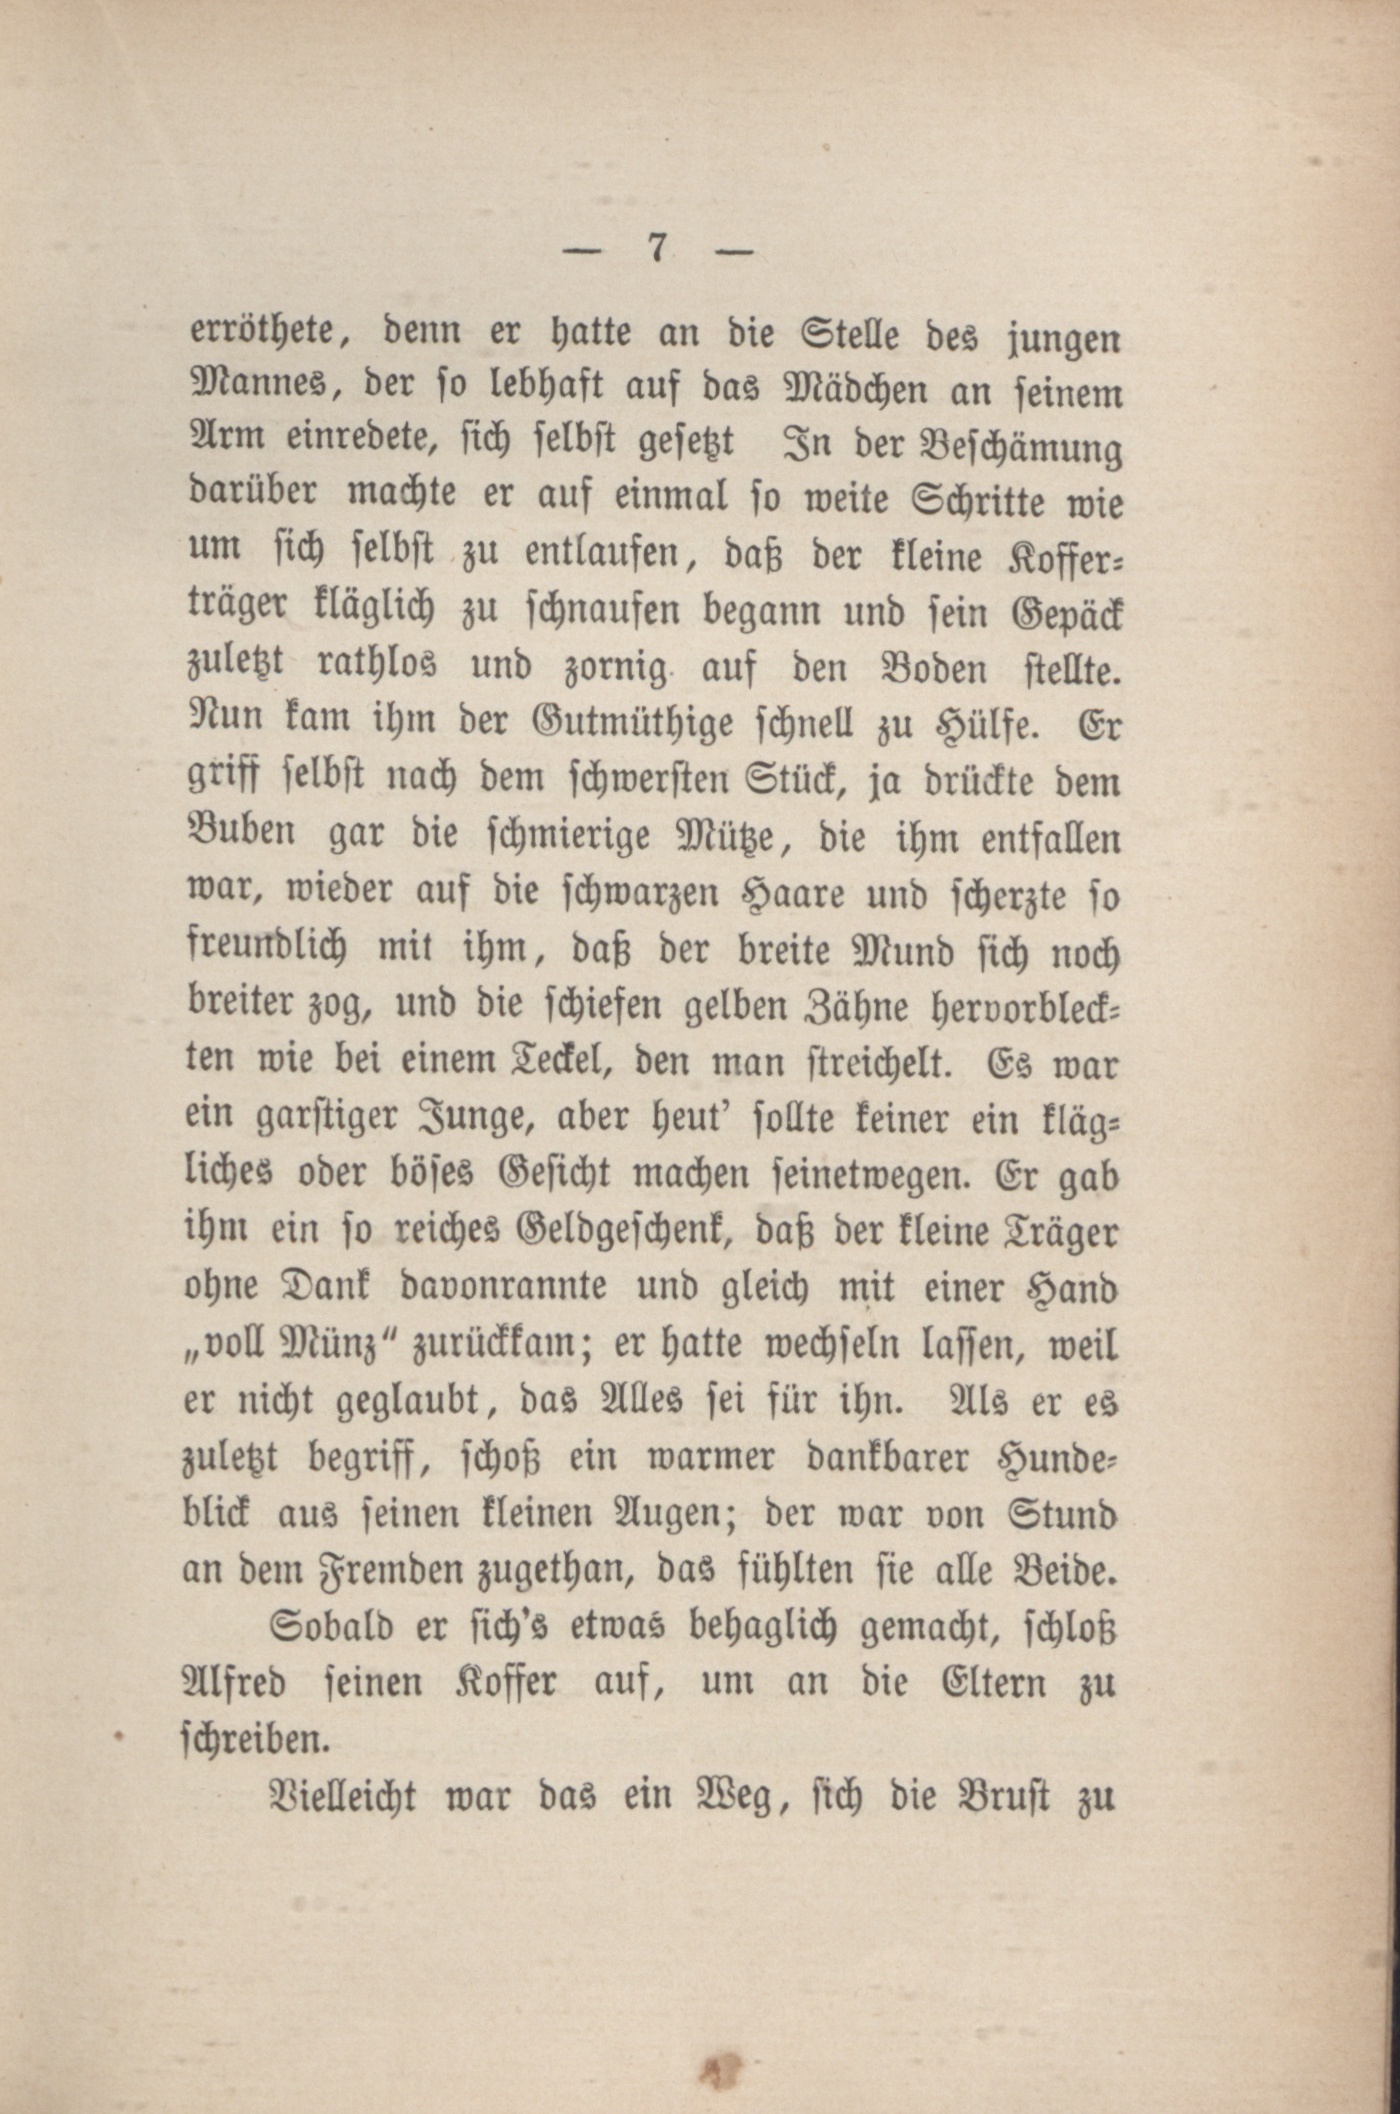 — 7 —
erröthete, denn er hatte an die Stelle des jungen
Mannes, der so lebhaft auf das Mädchen an seinem
Arm einredete, sich selbst gesetzt In der Beschämung
darüber machte er auf einmal so weite Schritte wie
um sich selbst zu entlaufen, daß der kleine Koffer-
träger kläglich zu schnaufen begann und sein Gepäck
zuletzt rathlos und zornig auf den Boden stellte.
Nun kam ihm der Gutmüthige schnell zu Hülfe. Er
griff selbst nach dem schwersten Stück, ja drückte dem
Buben gar die schmierige Mütze, die ihm entfallen
war, wieder auf die schwarzen Haare und scherzte so
freundlich mit ihm, daß der breite Mund sich noch
breiter zog, und die schiefen gelben Zähne hervorbleck-
ten wie bei einem Teckel, den man streichelt. Es war
ein garstiger Junge, aber heut’ sollte keiner ein kläg-
liches oder böses Gesicht machen seinetwegen. Er gab
ihm ein so reiches Geldgeschenk, daß der kleine Träger
ohne Dank davonrannte und gleich mit einer Hand
„voll Münz“ zurückkam; er hatte wechseln lassen, weil
er nicht geglaubt, das Alles sei für ihn. Als er es
zuletzt begriff, schoß ein warmer dankbarer Hunde-
blick aus seinen kleinen Augen; der war von Stund
an dem Fremden zugethan, das fühlten sie alle Beide.
Sobald er sich’s etwas behaglich gemacht, schloß
Alfred seinen Koffer auf, um an die Eltern zu
schreiben.
Vielleicht war das ein Weg, sich die Brust zu